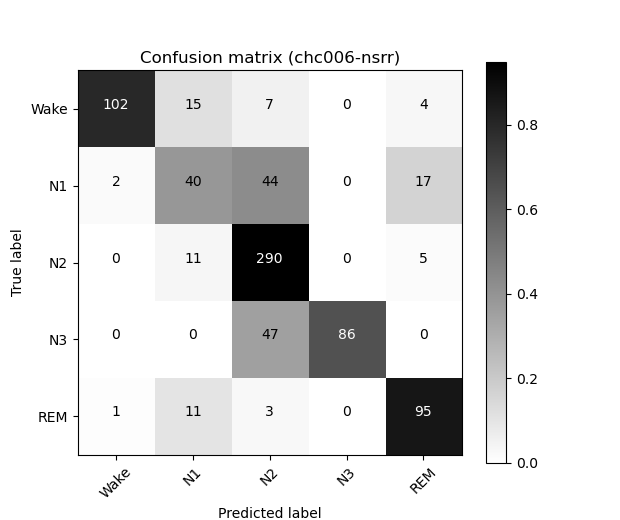 Confusion matrix (chc006-nsrr)
Wake 102 15 7 0 4
N1 2 40 44 0 17
N2 0 11 290 0 5
N3 0 0 47 86 0
REM 1 11 3 0 95
Wake N1 N2 N3 REM
True label
Predicted label
0.8
0.6
0.4
0.2
0.0